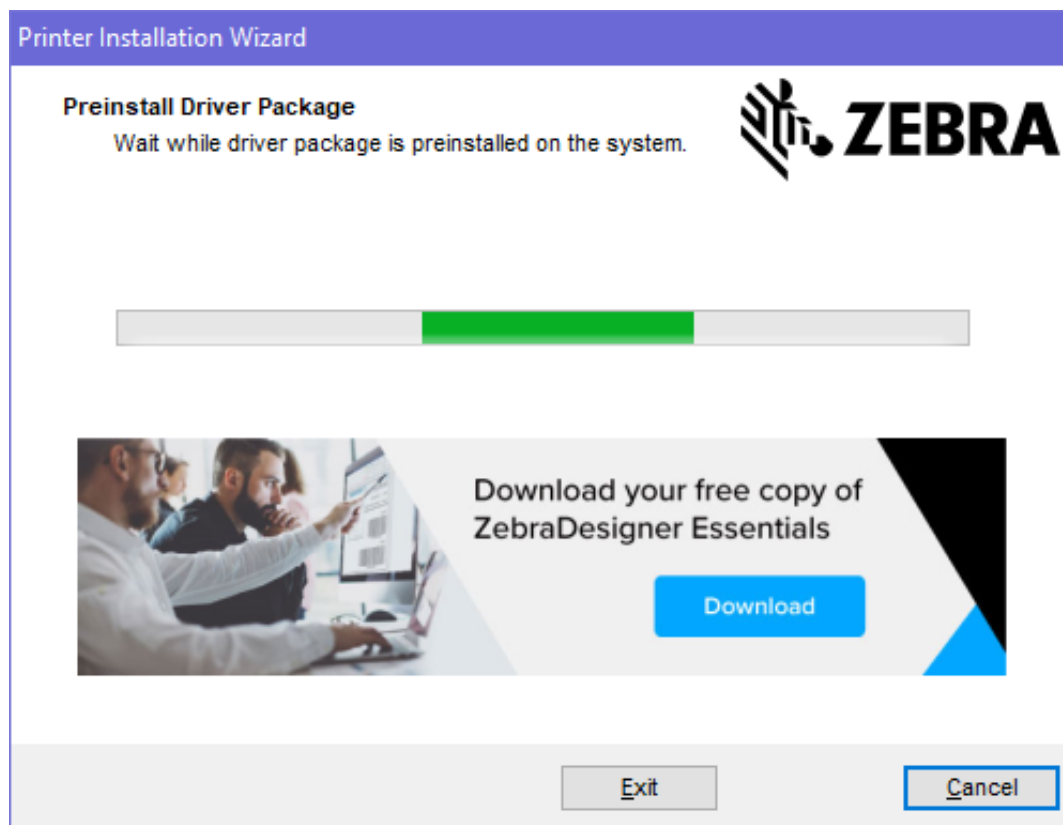 Printer Installation Wizard
Preinstall Driver Package
Wait while driver package is preinstalled on the system.
ZEBRA
Download your free copy of
ZebraDesigner Essentials
Download
Exit
Cancel